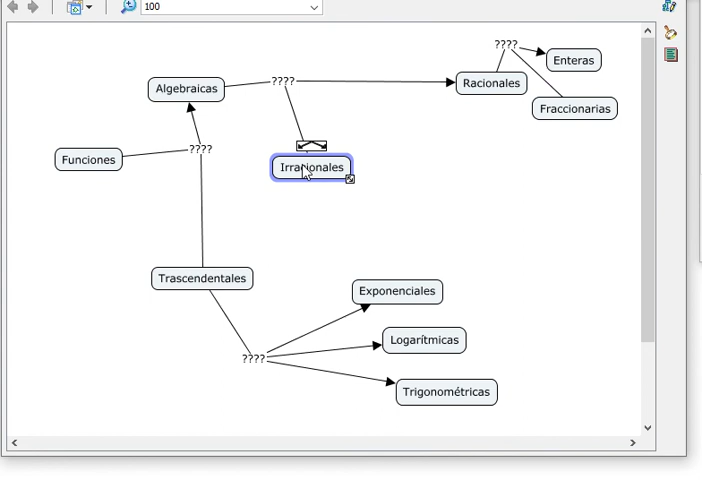 100
????
Enteras
Algebraicas
????
Racionales
Fraccionarias
Funciones
????
Irracionales
Trascendentales
Exponenciales
Logarítmicas
????
Trigonométricas